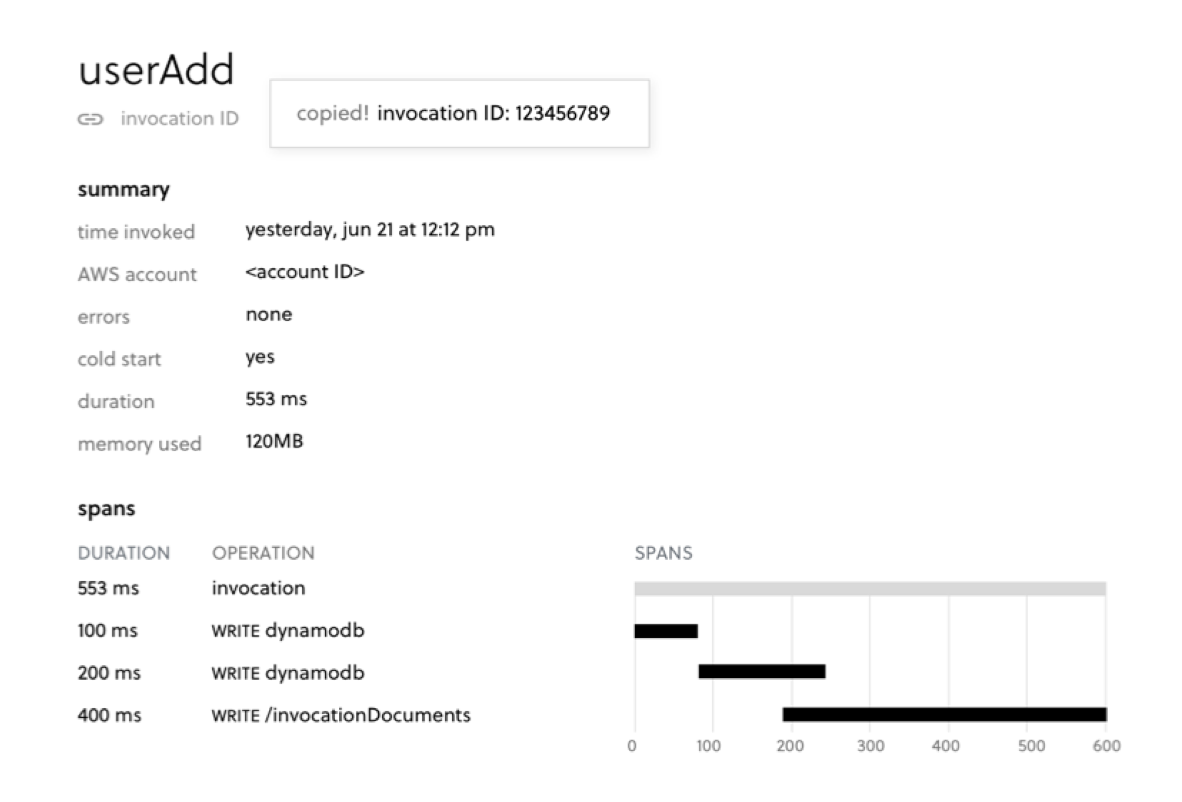 userAdd
invocation ID
copied! invocation ID: 123456789
summary
time invoked yesterday, jun 21 at 12:12 pm
AWS account <account ID>
errors none
cold start yes
duration 553 ms
memory used 120MB
spans
DURATION OPERATION SPANS
553 ms invocation
100 ms WRITE dynamodb
200 ms WRITE dynamodb
400 ms WRITE /invocationDocuments
0 100 200 300 400 500 600